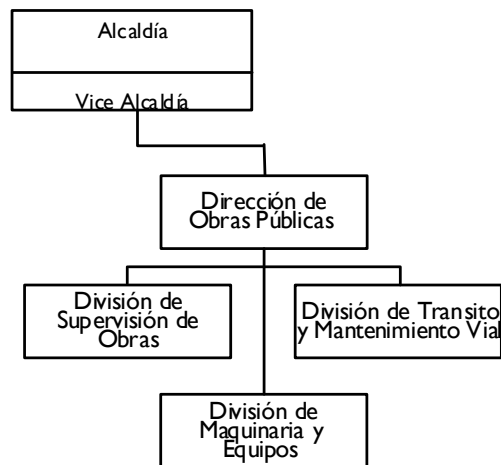 Alcaldía
Vice Alcaldía
Dirección de
Obras Públicas
División de
Supervisión de
Obras
División de Transito
y Mantenimiento Vial
División de
Maquinaria y
Equipos